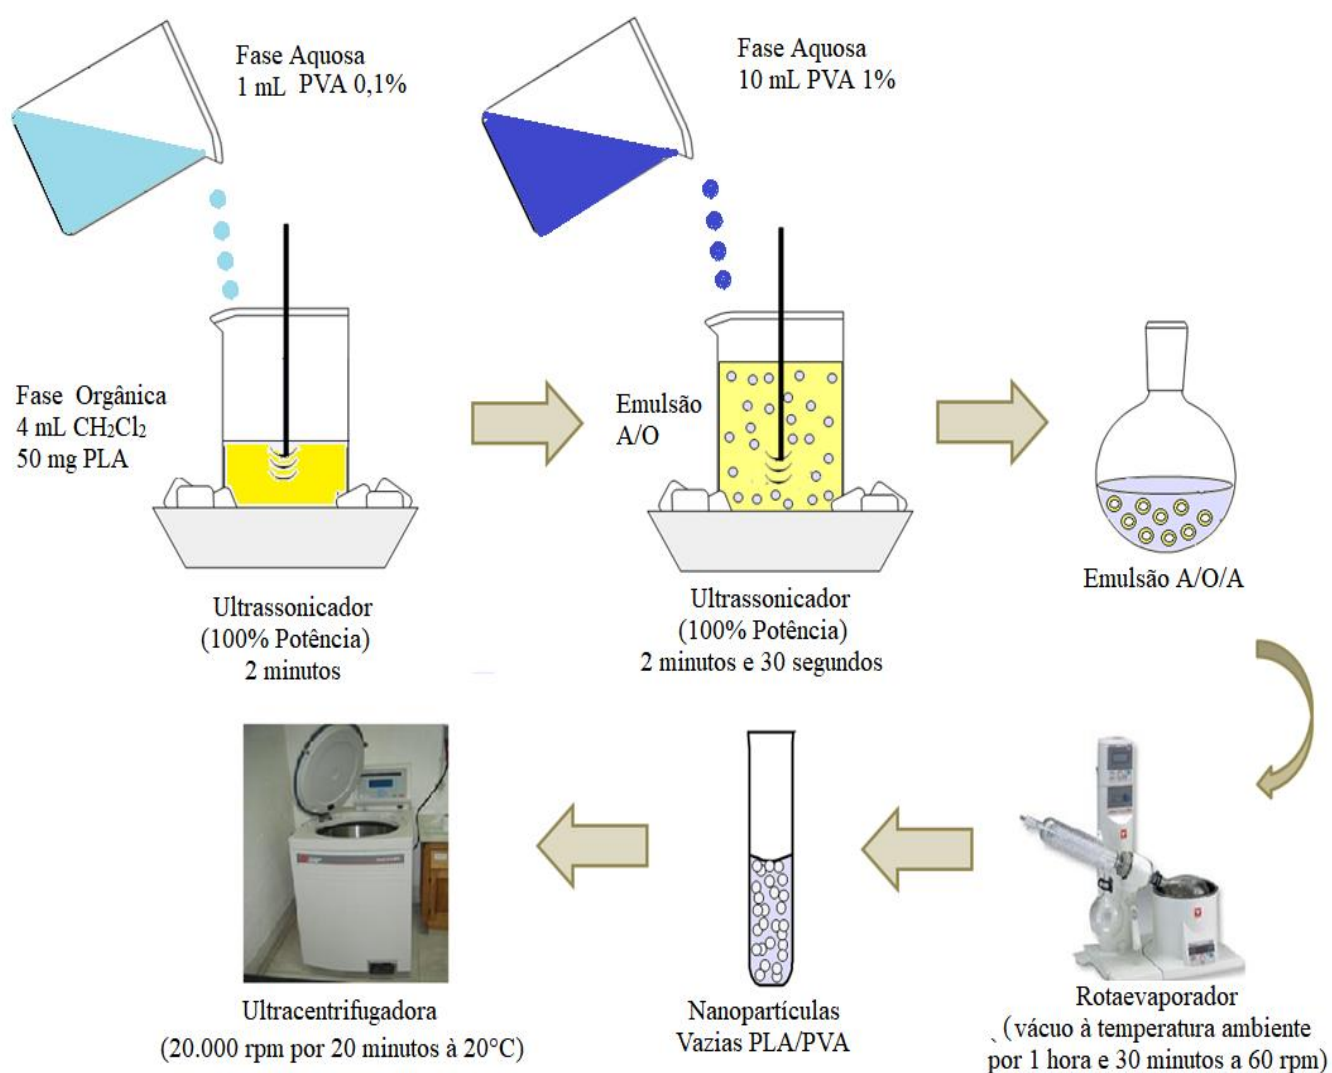 Fase Aquosa
1 mL PVA 0,1%
Fase Aquosa
10 mL PVA 1%
Fase Orgânica
4 mL CH₂Cl₂
50 mg PLA
Emulsão
A/O
Emulsão A/O/A
Ultrassonicador
(100% Potência)
2 minutos
Ultrassonicador
(100% Potência)
2 minutos e 30 segundos
Ultracentrifugadora
(20.000 rpm por 20 minutos à 20°C)
Nanopartículas
Vazias PLA/PVA
Rotaevaporador
(vácuo à temperatura ambiente
por 1 hora e 30 minutos a 60 rpm)